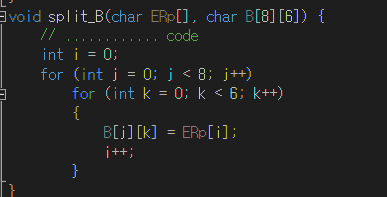 void split_B(char ERp[], char B[8][6]) {
// ............ code
int i = 0;
for (int j = 0; j < 8; j++)
for (int k = 0; k < 6; k++)
{
B[j][k] = ERp[i];
i++;
}
}